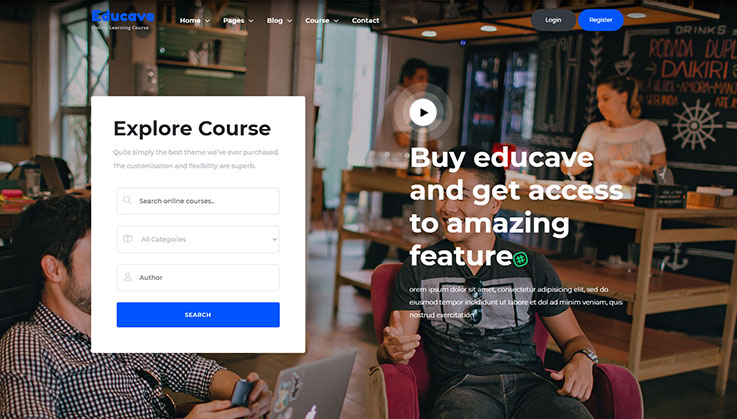 Educave
Online Learning Course
Home Pages Blog Course Contact
Login Register
Explore Course
Quite simply the best theme we've ever purchased.
The customisation and flexibility are superb.
Search online courses..
All Categories
Author
SEARCH
Buy educave
and get access
to amazing
feature
orem ipsum dolor sit amet, consectetur adipisicing elit, sed do
eiusmod tempor incididunt ut labore et dol ad minim veniam, quis
nostrud exercitation
DRINKS
RODADA DUPL
DAIKIRI